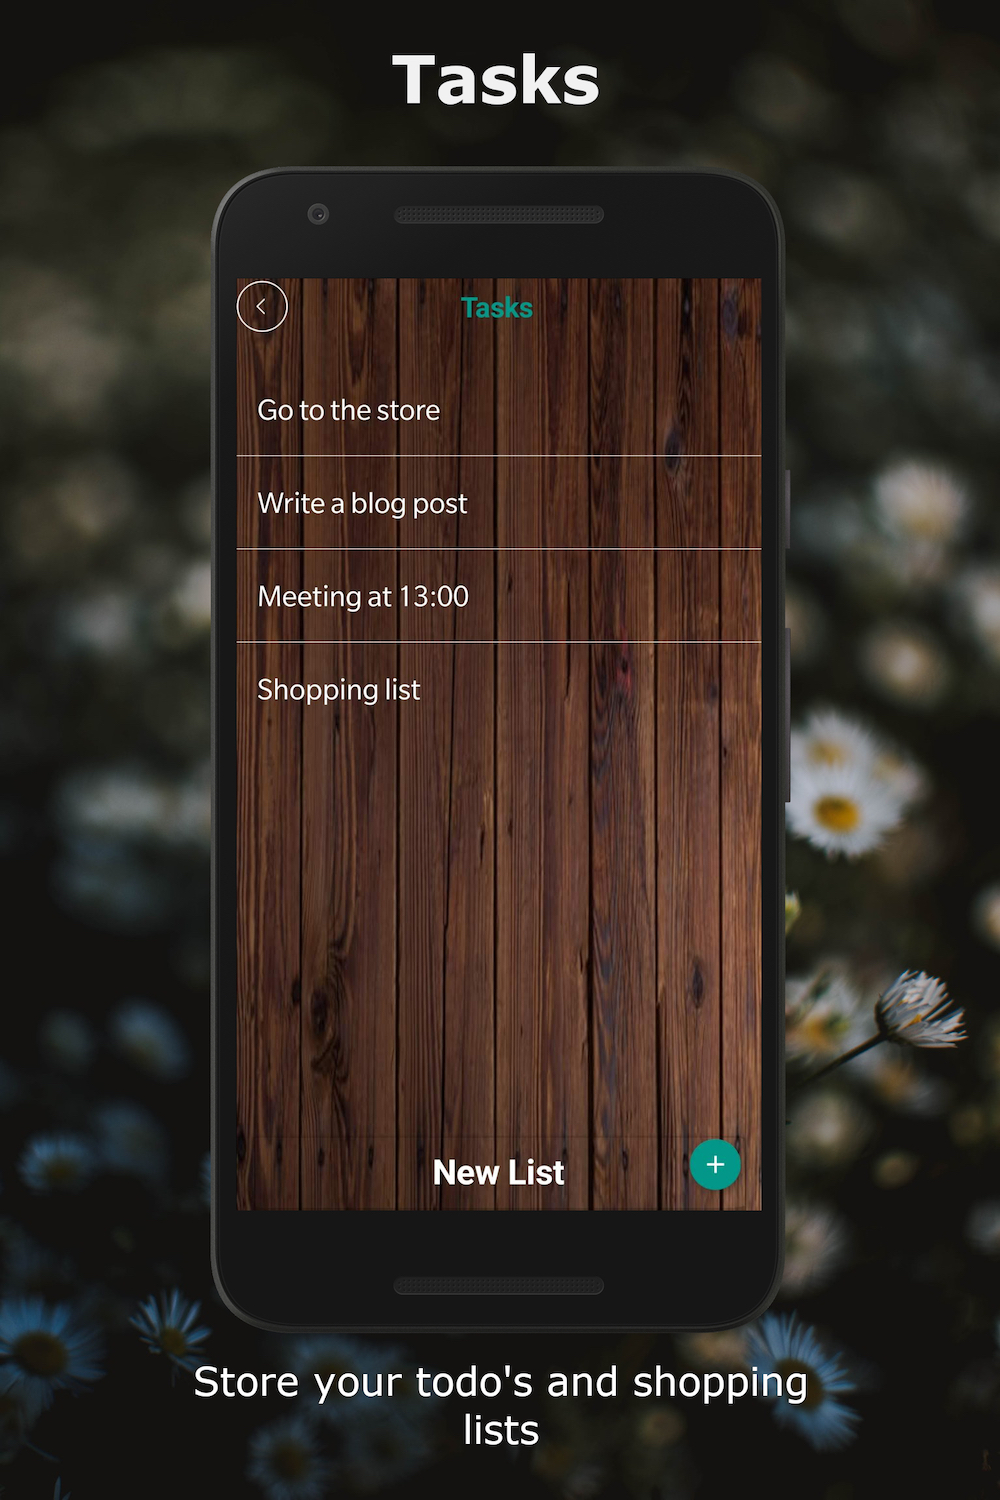 Tasks
Tasks
Go to the store
Write a blog post
Meeting at 13:00
Shopping list
New List
Store your todo's and shopping
lists